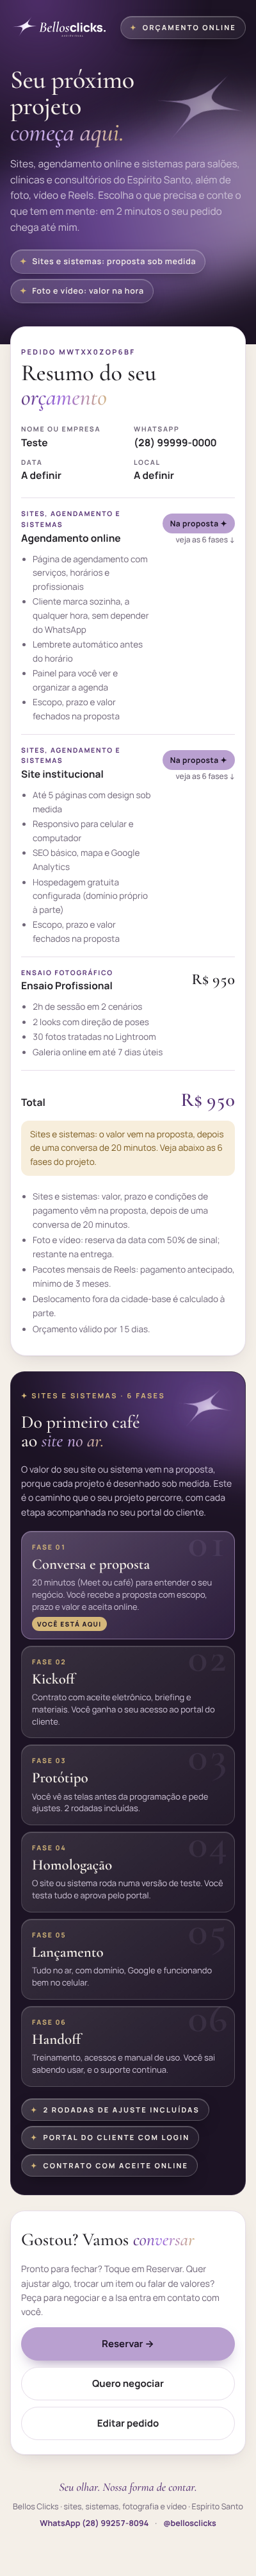 Bellosclicks.
✦ ORÇAMENTO ONLINE
Seu próximo
projeto
começa aqui.
Sites, agendamento online e sistemas para salões,
clínicas e consultórios do Espírito Santo, além de
foto, vídeo e Reels. Escolha o que precisa e conte o
que tem em mente: em 2 minutos o seu pedido
chega até mim.
✦ Sites e sistemas: proposta sob medida
✦ Foto e vídeo: valor na hora
PEDIDO MWTXX0ZOP6BF
Resumo do seu
orçamento
NOME OU EMPRESA
Teste
WHATSAPP
(28) 99999-0000
DATA
A definir
LOCAL
A definir
SITES, AGENDAMENTO E
SISTEMAS
Agendamento online
Na proposta ✦
veja as 6 fases ↓
• Página de agendamento com
serviços, horários e
profissionais
• Cliente marca sozinha, a
qualquer hora, sem depender
do WhatsApp
• Lembrete automático antes
do horário
• Painel para você ver e
organizar a agenda
• Escopo, prazo e valor
fechados na proposta
SITES, AGENDAMENTO E
SISTEMAS
Site institucional
Na proposta ✦
veja as 6 fases ↓
• Até 5 páginas com design sob
medida
• Responsivo para celular e
computador
• SEO básico, mapa e Google
Analytics
• Hospedagem gratuita
configurada (domínio próprio
à parte)
• Escopo, prazo e valor
fechados na proposta
ENSAIO FOTOGRÁFICO
Ensaio Profissional
R$ 950
• 2h de sessão em 2 cenários
• 2 looks com direção de poses
• 30 fotos tratadas no Lightroom
• Galeria online em até 7 dias úteis
Total
R$ 950
Sites e sistemas: o valor vem na proposta, depois
de uma conversa de 20 minutos. Veja abaixo as 6
fases do projeto.
• Sites e sistemas: valor, prazo e condições de
pagamento vêm na proposta, depois de uma
conversa de 20 minutos.
• Foto e vídeo: reserva da data com 50% de sinal;
restante na entrega.
• Pacotes mensais de Reels: pagamento antecipado,
mínimo de 3 meses.
• Deslocamento fora da cidade-base é calculado à
parte.
• Orçamento válido por 15 dias.
✦ SITES E SISTEMAS · 6 FASES
Do primeiro café
ao site no ar.
O valor do seu site ou sistema vem na proposta,
porque cada projeto é desenhado sob medida. Este
é o caminho que o seu projeto percorre, com cada
etapa acompanhada no seu portal do cliente.
01
FASE 01
Conversa e proposta
20 minutos (Meet ou café) para entender o seu
negócio. Você recebe a proposta com escopo,
prazo e valor e aceita online.
VOCÊ ESTÁ AQUI
02
FASE 02
Kickoff
Contrato com aceite eletrônico, briefing e
materiais. Você ganha o seu acesso ao portal do
cliente.
03
FASE 03
Protótipo
Você vê as telas antes da programação e pede
ajustes. 2 rodadas incluídas.
04
FASE 04
Homologação
O site ou sistema roda numa versão de teste. Você
testa tudo e aprova pelo portal.
05
FASE 05
Lançamento
Tudo no ar, com domínio, Google e funcionando
bem no celular.
06
FASE 06
Handoff
Treinamento, acessos e manual de uso. Você sai
sabendo usar, e o suporte continua.
✦ 2 RODADAS DE AJUSTE INCLUÍDAS
✦ PORTAL DO CLIENTE COM LOGIN
✦ CONTRATO COM ACEITE ONLINE
Gostou? Vamos conversar
Pronto para fechar? Toque em Reservar. Quer
ajustar algo, trocar um item ou falar de valores?
Peça para negociar e a Isa entra em contato com
você.
Reservar →
Quero negociar
Editar pedido
Seu olhar. Nossa forma de contar.
Bellos Clicks · sites, sistemas, fotografia e vídeo · Espírito Santo
WhatsApp (28) 99257-8094 · @bellosclicks